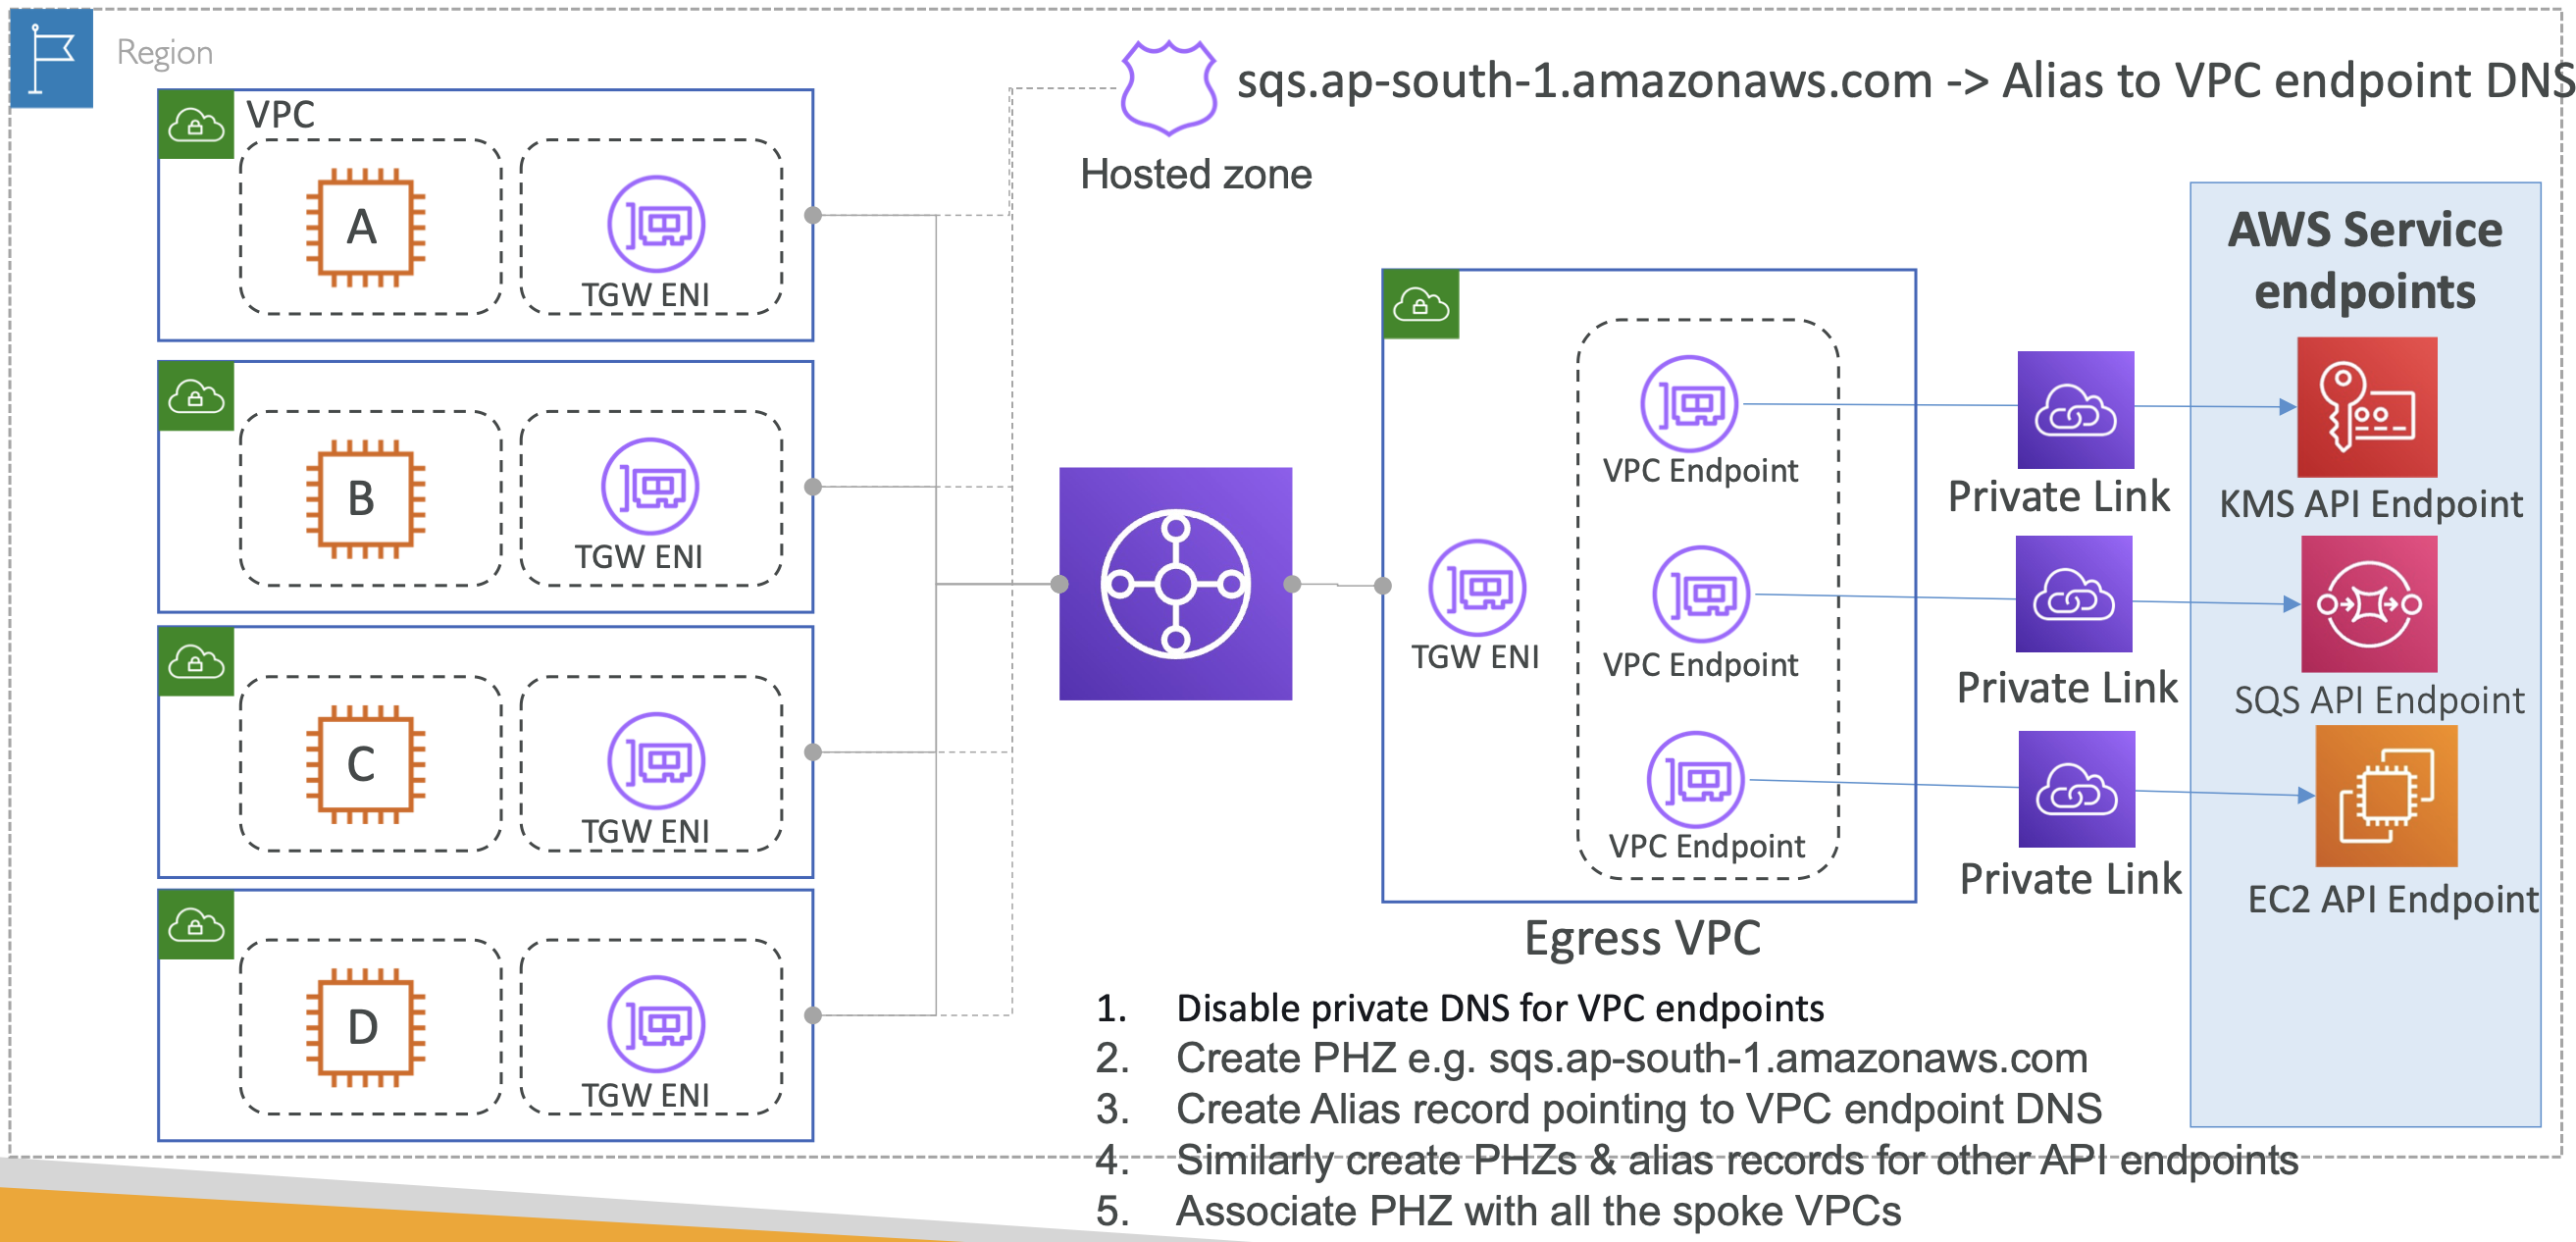 Region
sqs.ap-south-1.amazonaws.com -> Alias to VPC endpoint DNS
Hosted zone
VPC
A
TGW ENI
B
TGW ENI
C
TGW ENI
D
TGW ENI
TGW ENI
VPC Endpoint
VPC Endpoint
VPC Endpoint
Egress VPC
Private Link
Private Link
Private Link
AWS Service
endpoints
KMS API Endpoint
SQS API Endpoint
EC2 API Endpoint
1. Disable private DNS for VPC endpoints
2. Create PHZ e.g. sqs.ap-south-1.amazonaws.com
3. Create Alias record pointing to VPC endpoint DNS
4. Similarly create PHZs & alias records for other API endpoints
5. Associate PHZ with all the spoke VPCs